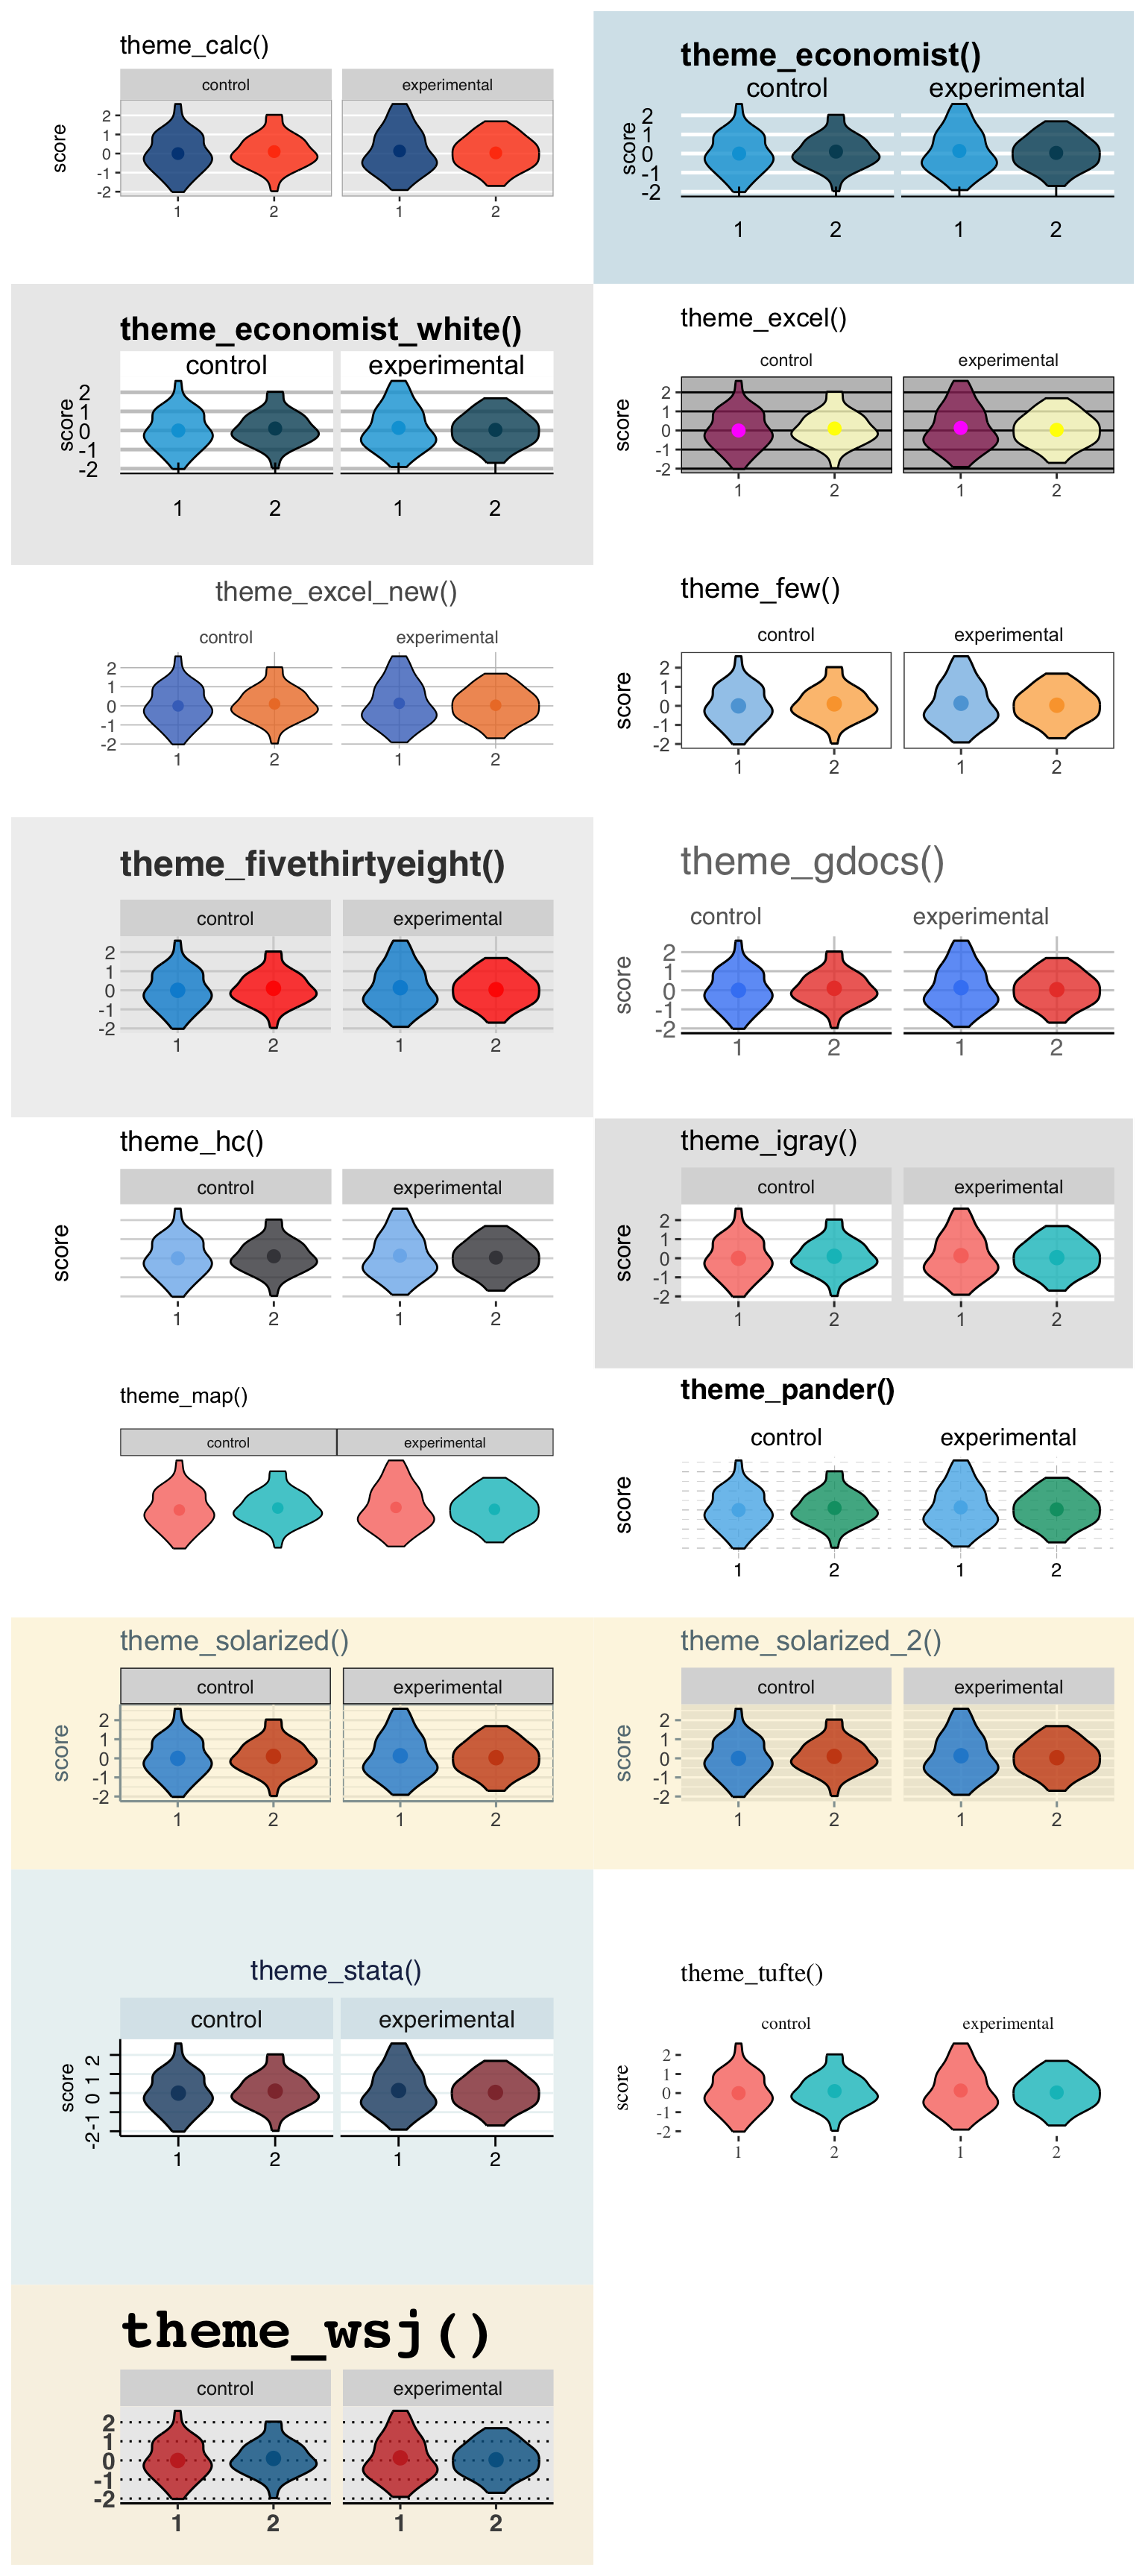 theme_calc()
control experimental
score
2
1
0
-1
-2
1 2 1 2
theme_economist()
control experimental
score
2
1
0
-1
-2
1 2 1 2
theme_economist_white()
control experimental
score
2
1
0
-1
-2
1 2 1 2
theme_excel()
control experimental
score
2
1
0
-1
-2
1 2 1 2
theme_excel_new()
control experimental
2
1
0
-1
-2
1 2 1 2
theme_few()
control experimental
score
2
1
0
-1
-2
1 2 1 2
theme_fivethirtyeight()
control experimental
2
1
0
-1
-2
1 2 1 2
theme_gdocs()
control experimental
score
2
1
0
-1
-2
1 2 1 2
theme_hc()
control experimental
score
1 2 1 2
theme_igray()
control experimental
score
2
1
0
-1
-2
1 2 1 2
theme_map()
control experimental
theme_pander()
control experimental
score
1 2 1 2
theme_solarized()
control experimental
score
2
1
0
-1
-2
1 2 1 2
theme_solarized_2()
control experimental
score
2
1
0
-1
-2
1 2 1 2
theme_stata()
control experimental
score
-2 -1 0 1 2
1 2 1 2
theme_tufte()
control experimental
score
2
1
0
-1
-2
1 2 1 2
theme_wsj()
control experimental
2
1
0
-1
-2
1 2 1 2